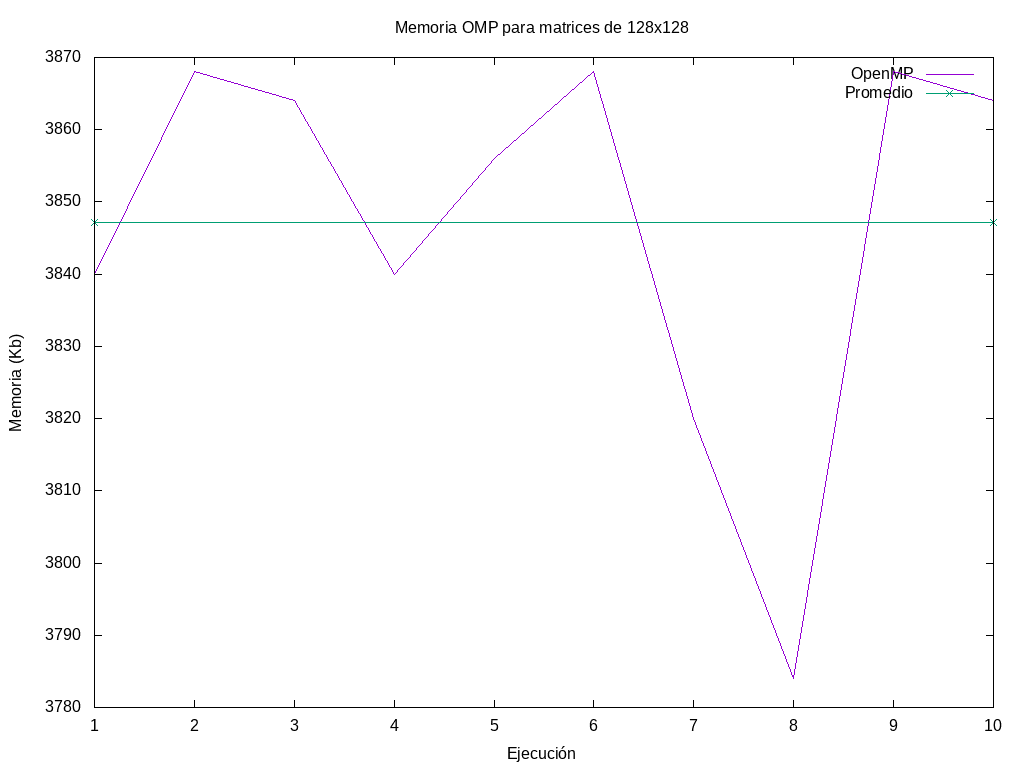 Memoria OMP para matrices de 128x128
3870
3860
3850
3840
3830
3820
3810
3800
3790
3780
Memoria (Kb)
OpenMP
Promedio
1 2 3 4 5 6 7 8 9 10
Ejecución